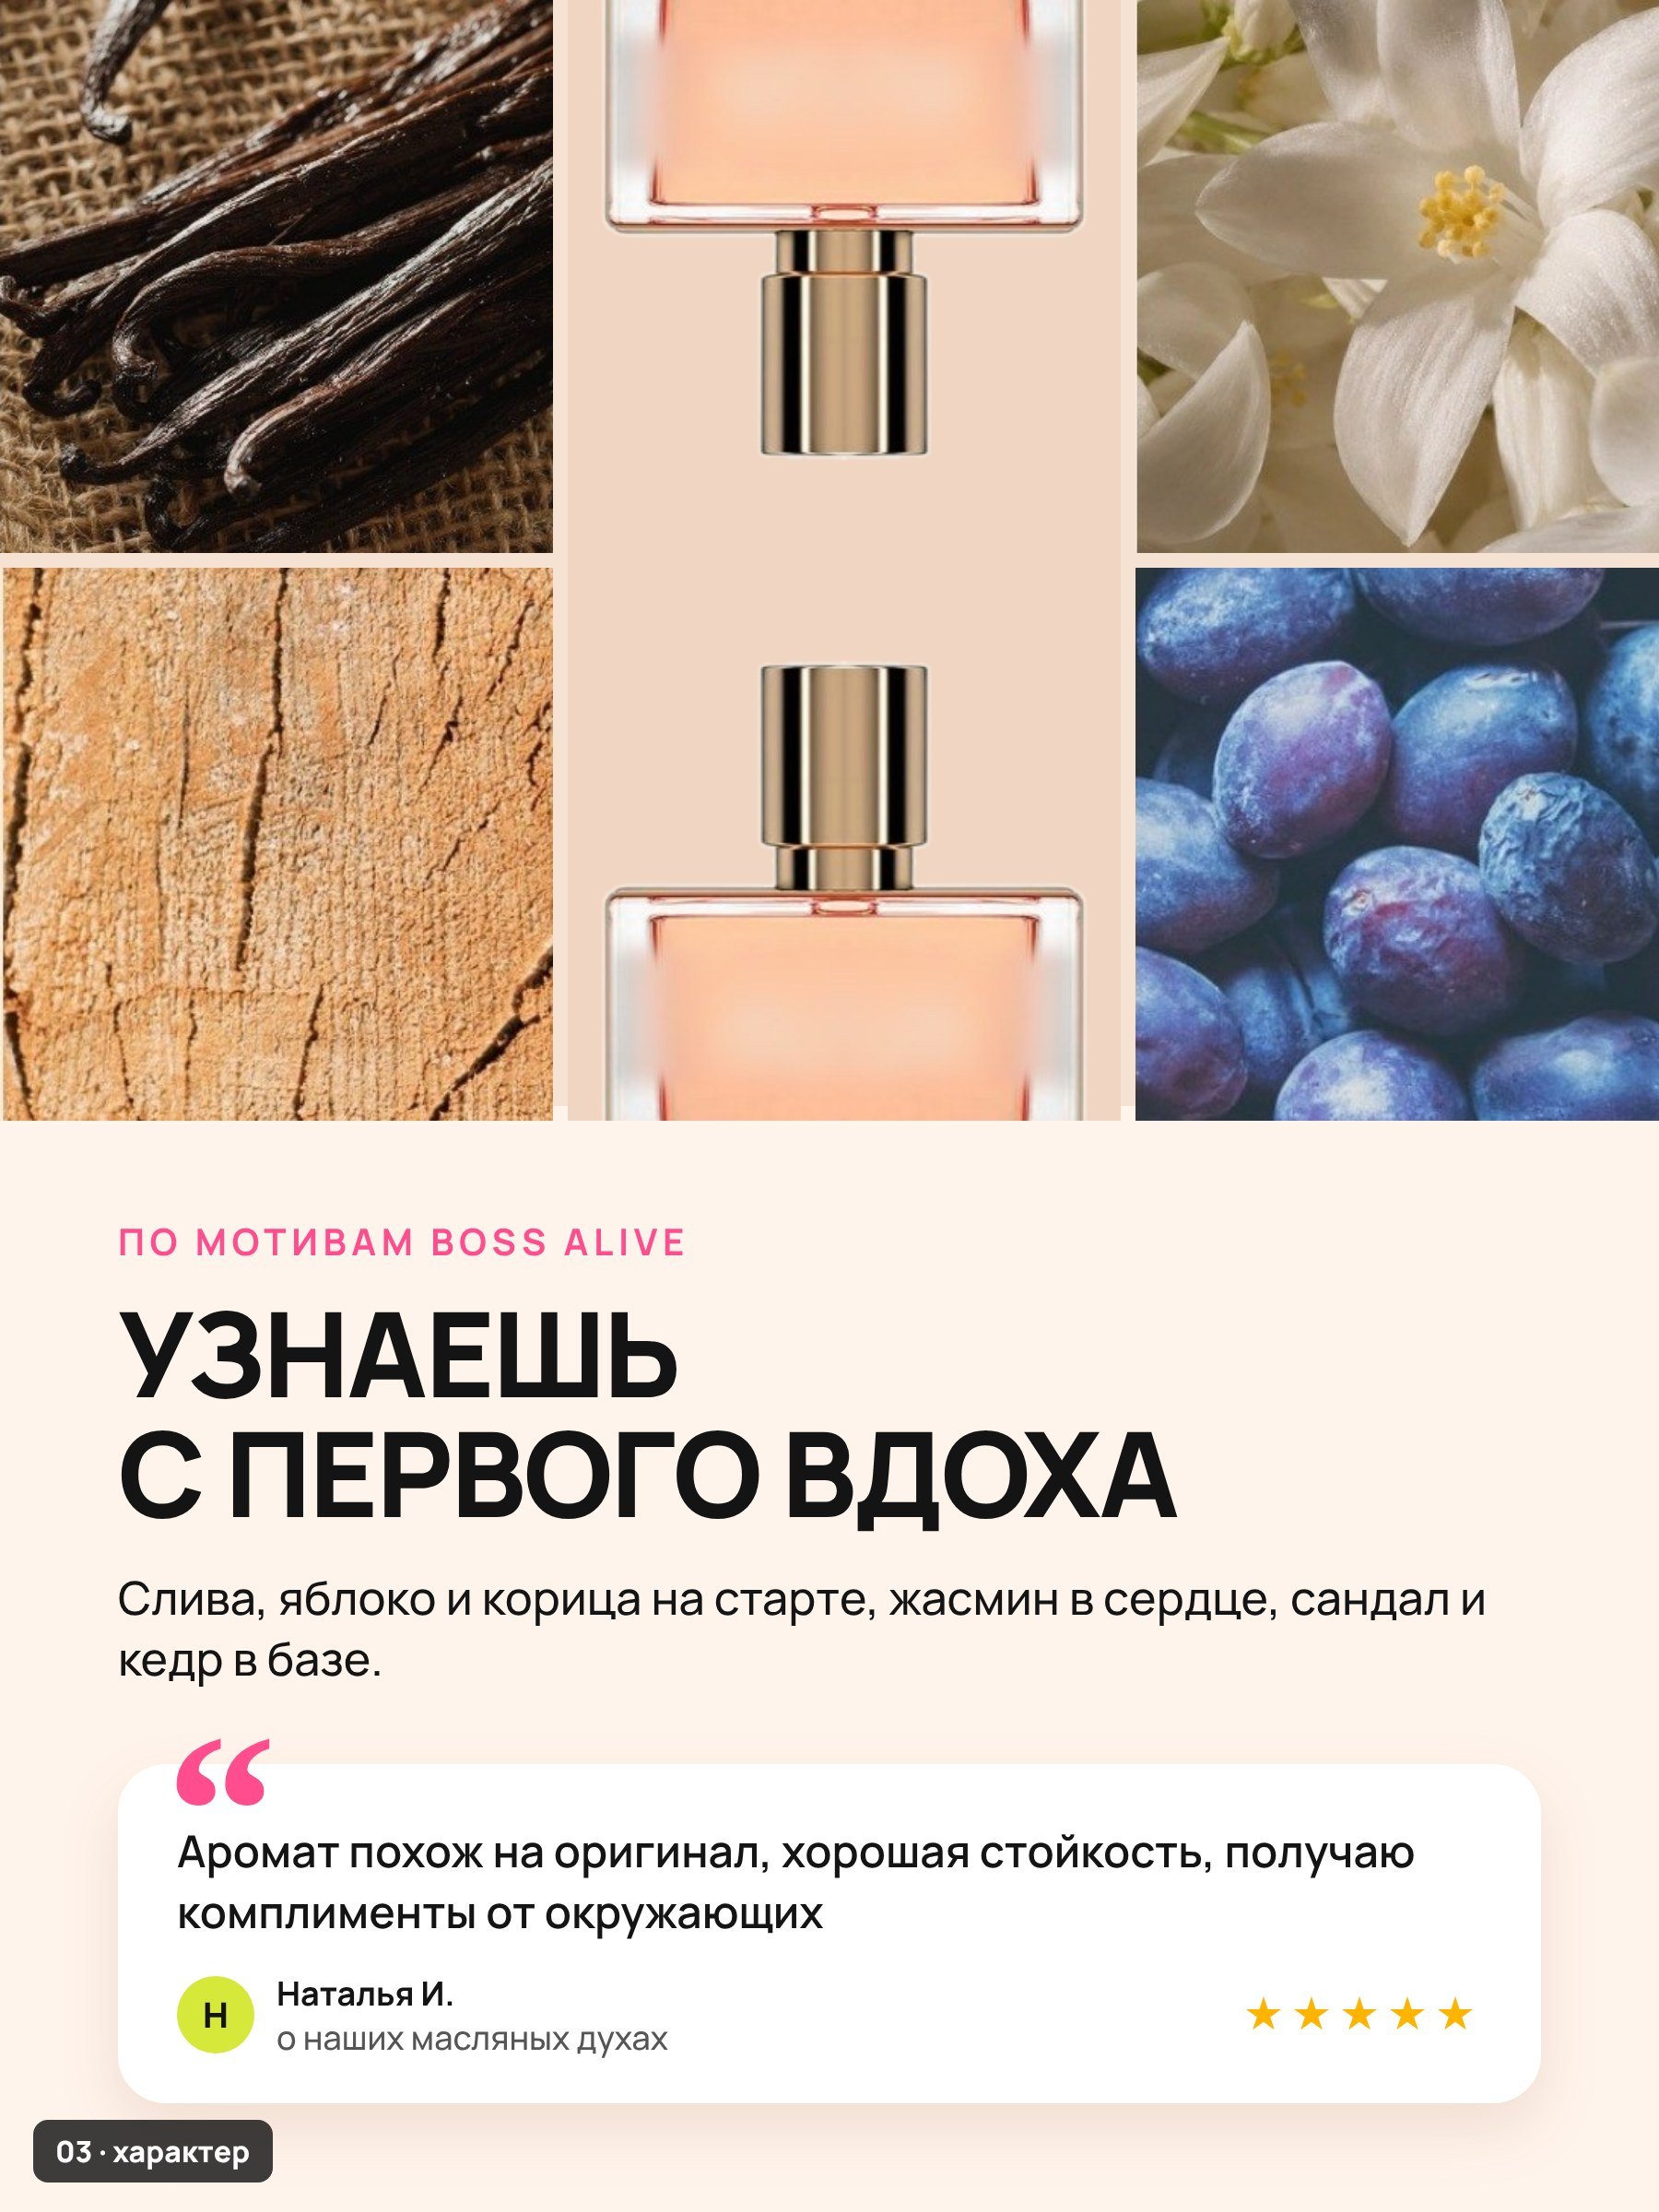 ПО МОТИВАМ BOSS ALIVE
УЗНАЕШЬ
С ПЕРВОГО ВДОХА
Слива, яблоко и корица на старте, жасмин в сердце, сандал и
кедр в базе.
“
Аромат похож на оригинал, хорошая стойкость, получаю
комплименты от окружающих
Н
Наталья И.
о наших масляных духах
★★★★★
03 · характер